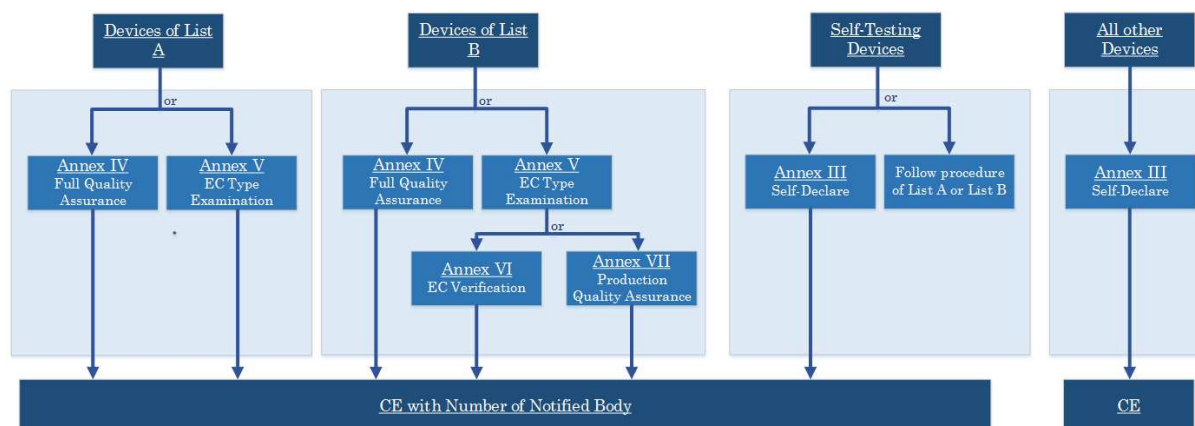 Devices of List
A
Devices of List
B
Self-Testing
Devices
All other
Devices
or
or
or
Annex IV
Full Quality
Assurance
Annex V
EC Type
Examination
Annex IV
Full Quality
Assurance
Annex V
EC Type
Examination
Annex III
Self-Declare
Follow procedure
of List A or List B
Annex III
Self-Declare
or
Annex VI
EC Verification
Annex VII
Production
Quality Assurance
CE with Number of Notified Body
CE